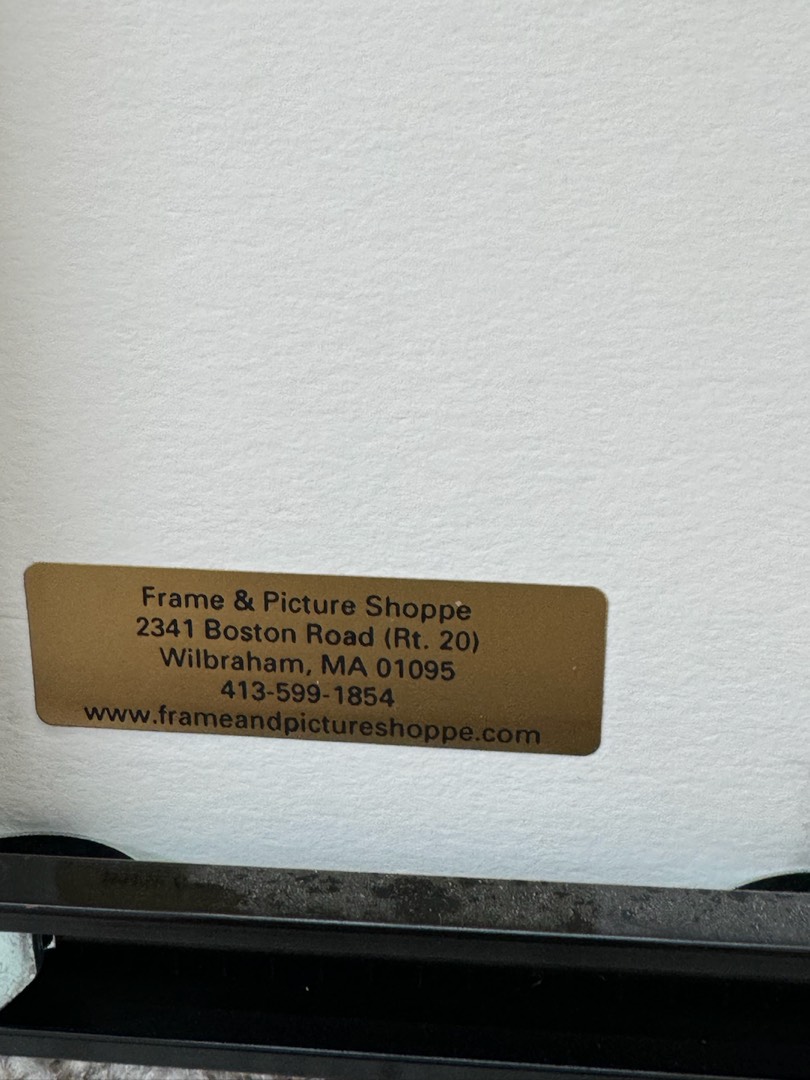 Frame & Picture Shoppe
2341 Boston Road (Rt. 20)
Wilbraham, MA 01095
413-599-1854
www.frameandpictureshoppe.com